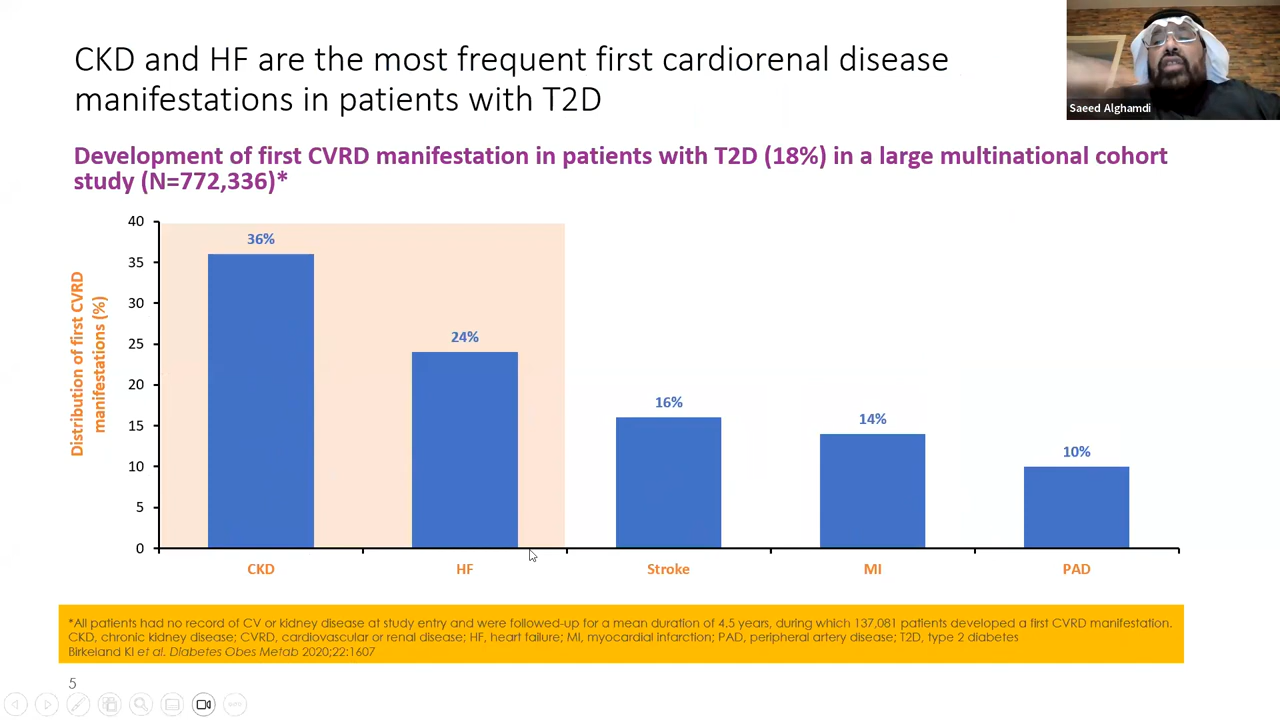 CKD and HF are the most frequent first cardiorenal disease
manifestations in patients with T2D
Saeed Alghamdi
Development of first CVRD manifestation in patients with T2D (18%) in a large multinational cohort
study (N=772,336)*
Distribution of first CVRD
manifestations (%)
40
35
30
25
20
15
10
5
0
36%
24%
16%
14%
10%
CKD
HF
Stroke
MI
PAD
*All patients had no record of CV or kidney disease at study entry and were followed-up for a mean duration of 4.5 years, during which 137,081 patients developed a first CVRD manifestation.
CKD, chronic kidney disease; CVRD, cardiovascular or renal disease; HF, heart failure; MI, myocardial infarction; PAD, peripheral artery disease; T2D, type 2 diabetes
Birkeland KI et al. Diabetes Obes Metab 2020;22:1607
5